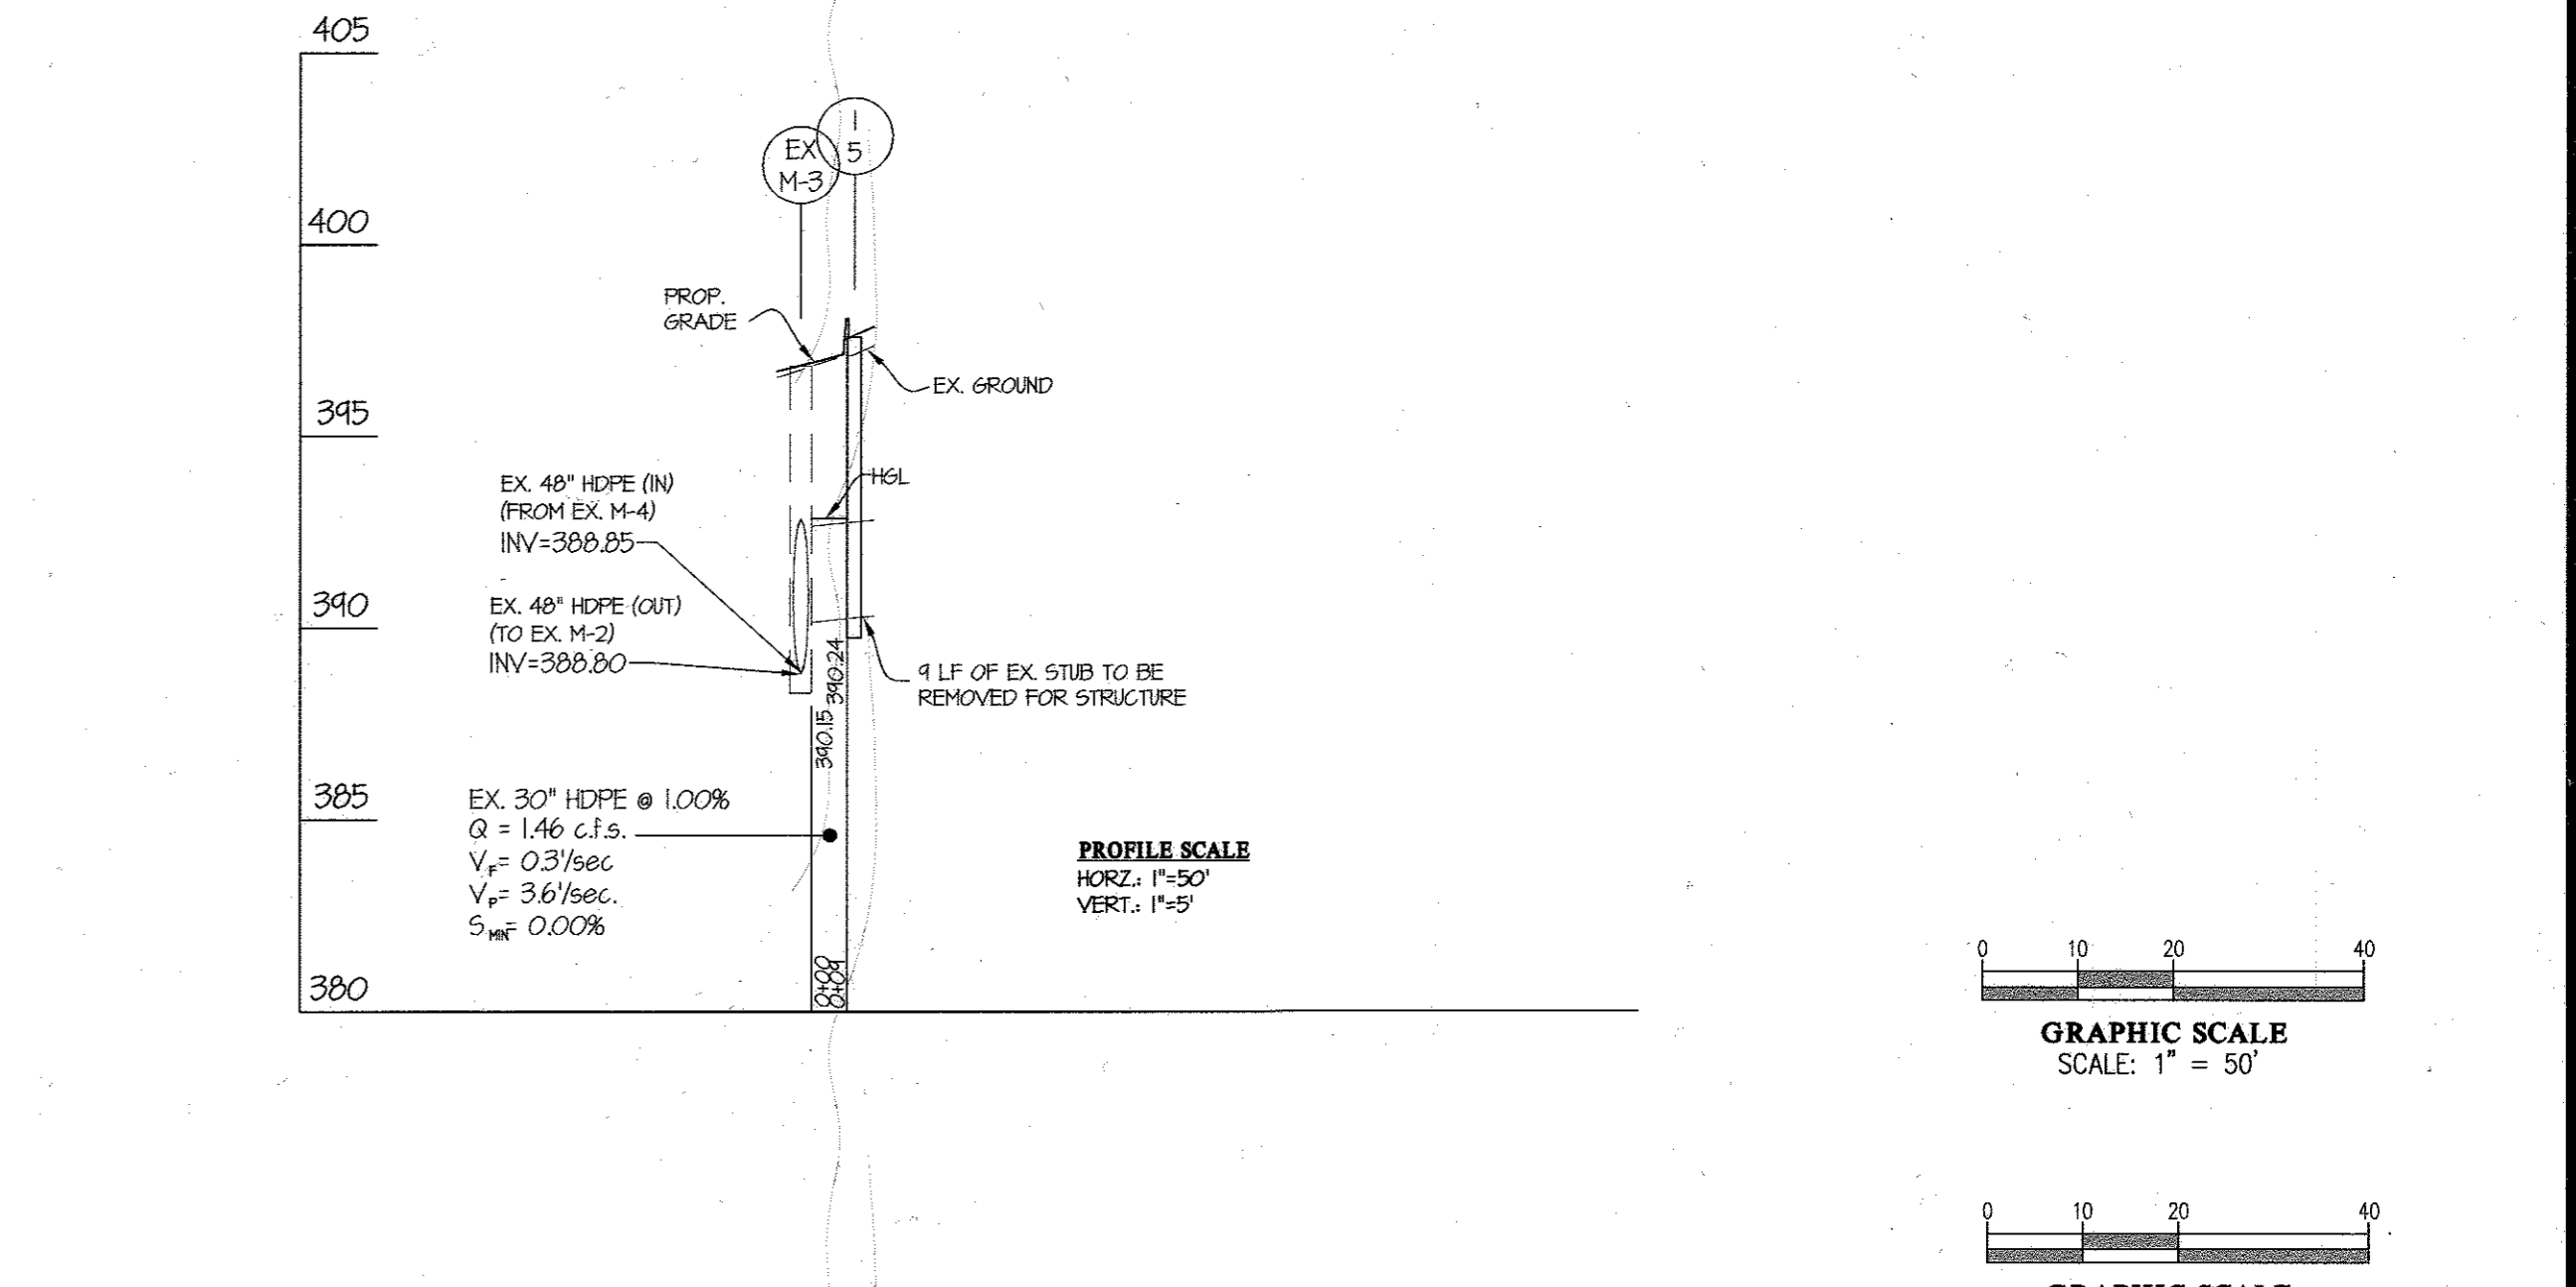 405
400
395
390
385
380
EX
M-3
I-
5
PROP.
GRADE
EX. GROUND
HGL
EX. 48" HDPE (IN)
(FROM EX. M-4)
INV=388.85
EX. 48" HDPE (OUT)
(TO EX. M-2)
INV=388.80
9 LF OF EX. STUB TO BE
REMOVED FOR STRUCTURE
390.15
390.24
EX. 30" HDPE @ 1.00%
Q = 1.46 c.f.s.
VF= 0.3'/sec
VP= 3.6'/sec.
SMIN= 0.00%
0+00
0+09
PROFILE SCALE
HORZ.: 1"=50'
VERT.: 1"=5'
0 10 20 40
GRAPHIC SCALE
SCALE: 1" = 50'
0 10 20 40